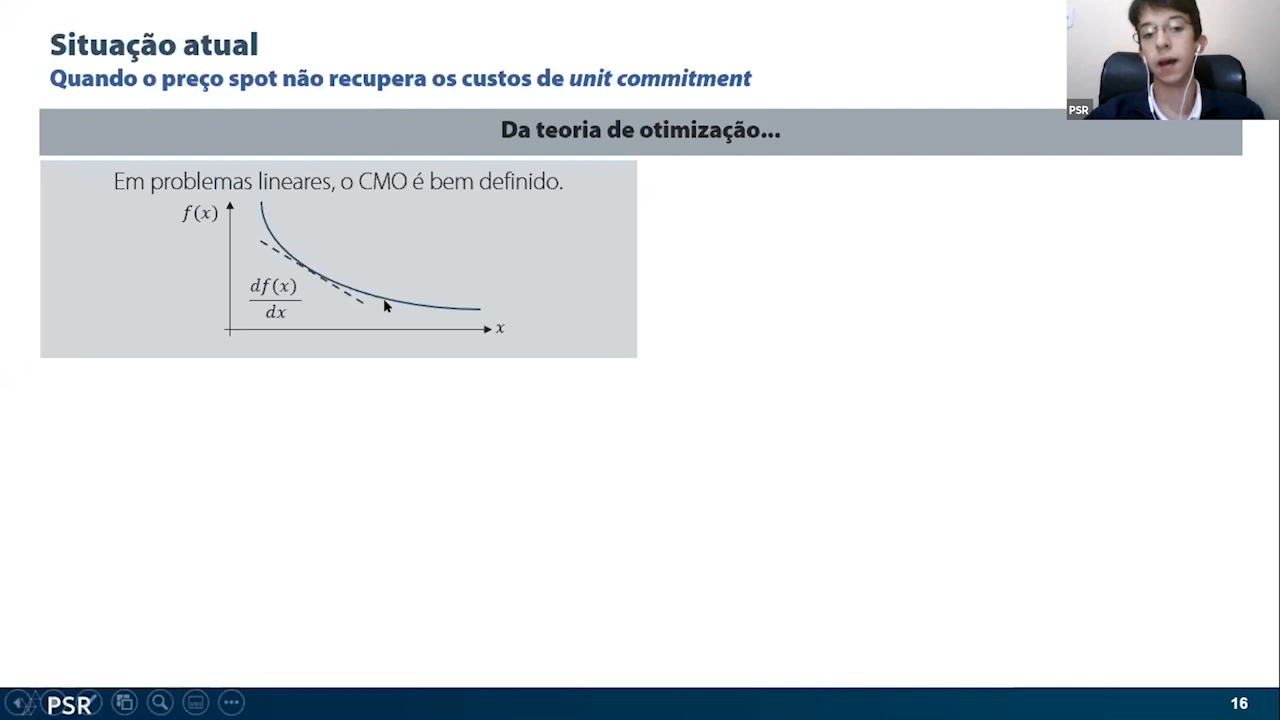 Situação atual
Quando o preço spot não recupera os custos de unit commitment
PSR
Da teoria de otimização...
Em problemas lineares, o CMO é bem definido.
f(x)
df(x)
dx
x
PSR
16